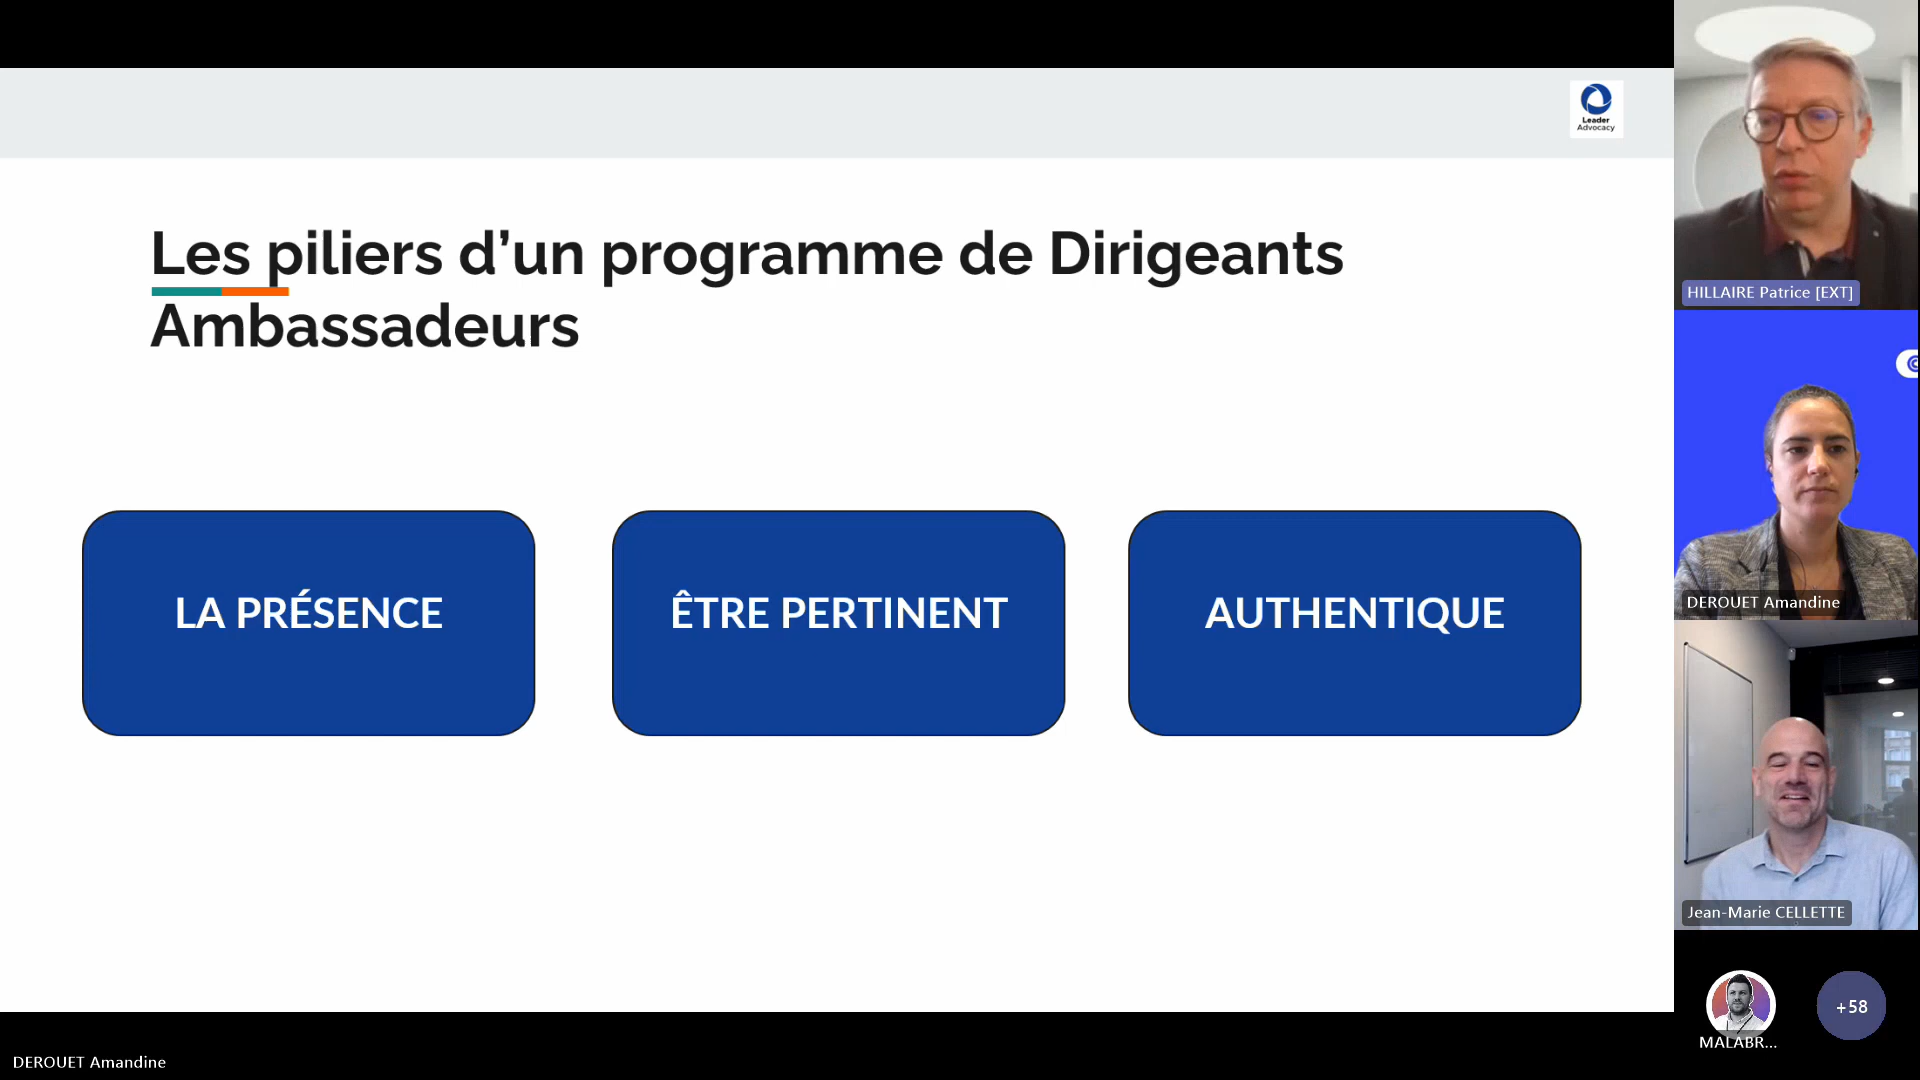 Leader
Advocacy
Les piliers d’un programme de Dirigeants
Ambassadeurs
LA PRÉSENCE
ÊTRE PERTINENT
AUTHENTIQUE
HILLAIRE Patrice [EXT]
DEROUET Amandine
Jean-Marie CELLETTE
MALABR...
+58
DEROUET Amandine